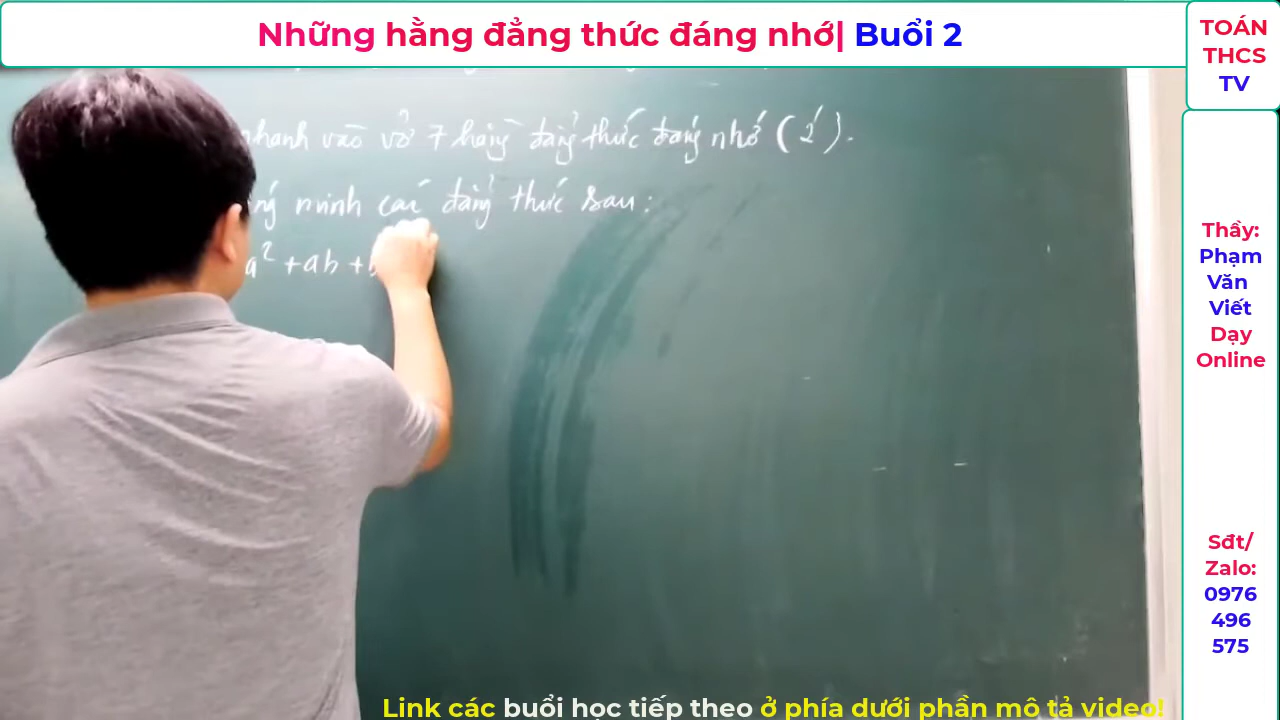 Những hằng đẳng thức đáng nhớ| Buổi 2
TOÁN
THCS
TV
nhanh vào vở 7 hằng đẳng thức đáng nhớ (2').
minh các đẳng thức sau:
a² + ab +
Thầy:
Phạm
Văn
Viết
Dạy
Online
Sđt/
Zalo:
0976
496
575
Link các buổi học tiếp theo ở phía dưới phần mô tả video!